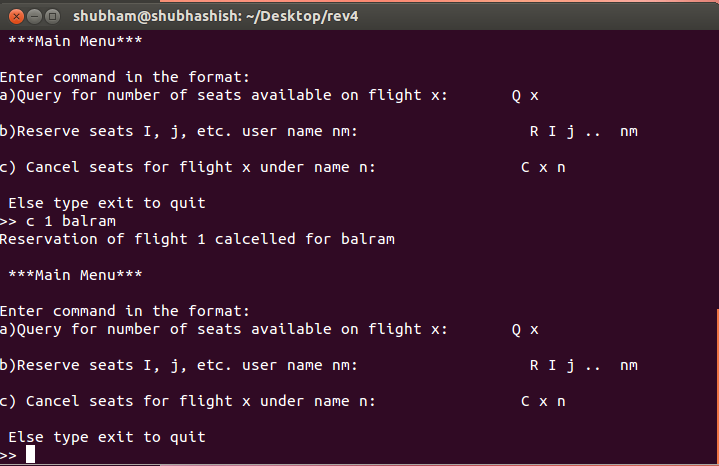 shubham@shubhashish: ~/Desktop/rev4
***Main Menu***
Enter command in the format:
a)Query for number of seats available on flight x: Q x
b)Reserve seats I, j, etc. user name nm: R I j .. nm
c) Cancel seats for flight x under name n: C x n
Else type exit to quit
>> c 1 balram
Reservation of flight 1 calcelled for balram
***Main Menu***
Enter command in the format:
a)Query for number of seats available on flight x: Q x
b)Reserve seats I, j, etc. user name nm: R I j .. nm
c) Cancel seats for flight x under name n: C x n
Else type exit to quit
>>